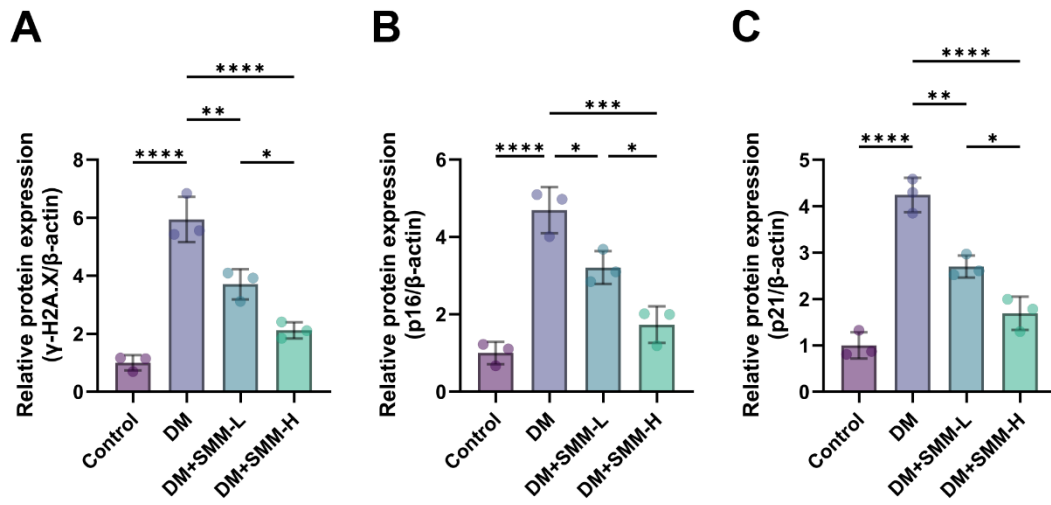 A
Relative protein expression
(γ-H2A.X/β-actin)
****
**
****
*
8
6
4
2
0
Control
DM
DM+SMM-L
DM+SMM-H
B
Relative protein expression
(p16/β-actin)
***
****
*
*
6
4
2
0
Control
DM
DM+SMM-L
DM+SMM-H
C
Relative protein expression
(p21/β-actin)
****
**
****
*
5
4
3
2
1
0
Control
DM
DM+SMM-L
DM+SMM-H